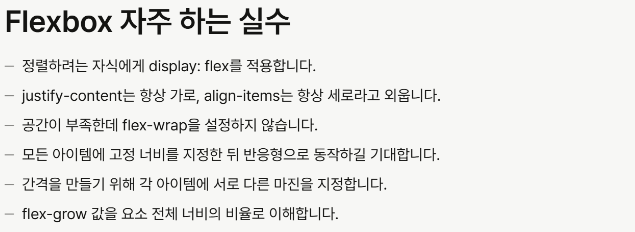 Flexbox 자주 하는 실수
— 정렬하려는 자식에게 display: flex를 적용합니다.
— justify-content는 항상 가로, align-items는 항상 세로라고 외웁니다.
— 공간이 부족한데 flex-wrap을 설정하지 않습니다.
— 모든 아이템에 고정 너비를 지정한 뒤 반응형으로 동작하길 기대합니다.
— 간격을 만들기 위해 각 아이템에 서로 다른 마진을 지정합니다.
— flex-grow 값을 요소 전체 너비의 비율로 이해합니다.